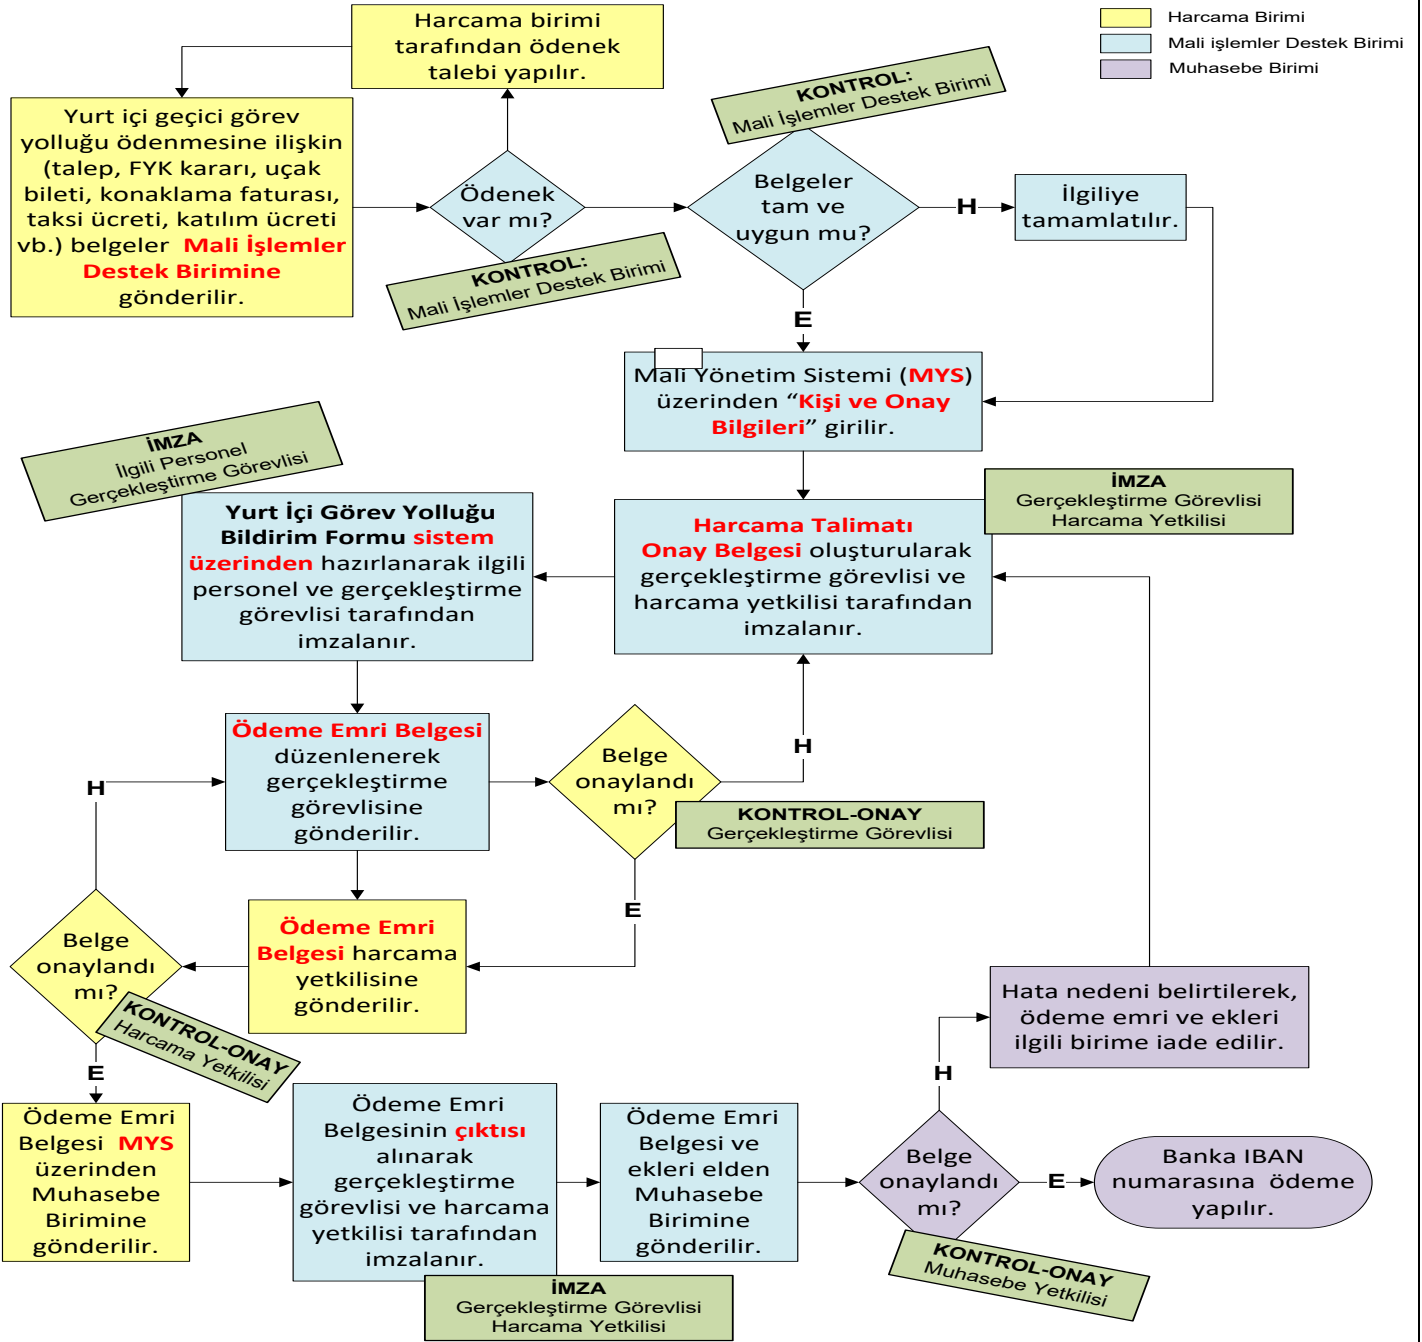 Harcama birimi
tarafından ödenek
talebi yapılır.
Harcama Birimi
Mali işlemler Destek Birimi
Muhasebe Birimi
Yurt içi geçici görev
yolluğu ödenmesine ilişkin
(talep, FYK kararı, uçak
bileti, konaklama faturası,
taksi ücreti, katılım ücreti
vb.) belgeler Mali İşlemler
Destek Birimine
gönderilir.
Ödenek
var mı?
KONTROL:
Mali İşlemler Destek Birimi
KONTROL:
Mali İşlemler Destek Birimi
Belgeler
tam ve
uygun mu?
H
İlgiliye
tamamlatılır.
E
Mali Yönetim Sistemi (MYS)
üzerinden “Kişi ve Onay
Bilgileri” girilir.
İMZA
Gerçekleştirme Görevlisi
Harcama Yetkilisi
Harcama Talimatı
Onay Belgesi oluşturularak
gerçekleştirme görevlisi ve
harcama yetkilisi tarafından
imzalanır.
İMZA
İlgili Personel
Gerçekleştirme Görevlisi
Yurt İçi Görev Yolluğu
Bildirim Formu sistem
üzerinden hazırlanarak ilgili
personel ve gerçekleştirme
görevlisi tarafından
imzalanır.
Ödeme Emri Belgesi
düzenlenerek
gerçekleştirme
görevlisine
gönderilir.
Belge
onaylandı
mı?
H
KONTROL-ONAY
Gerçekleştirme Görevlisi
E
Ödeme Emri
Belgesi harcama
yetkilisine
gönderilir.
H
Belge
onaylandı
mı?
KONTROL-ONAY
Harcama Yetkilisi
E
Ödeme Emri
Belgesi MYS
üzerinden
Muhasebe
Birimine
gönderilir.
Ödeme Emri
Belgesinin çıktısı
alınarak
gerçekleştirme
görevlisi ve harcama
yetkilisi tarafından
imzalanır.
İMZA
Gerçekleştirme Görevlisi
Harcama Yetkilisi
Ödeme Emri
Belgesi ve
ekleri elden
Muhasebe
Birimine
gönderilir.
Belge
onaylandı
mı?
KONTROL-ONAY
Muhasebe Yetkilisi
H
Hata nedeni belirtilerek,
ödeme emri ve ekleri
ilgili birime iade edilir.
E
Banka IBAN
numarasına ödeme
yapılır.